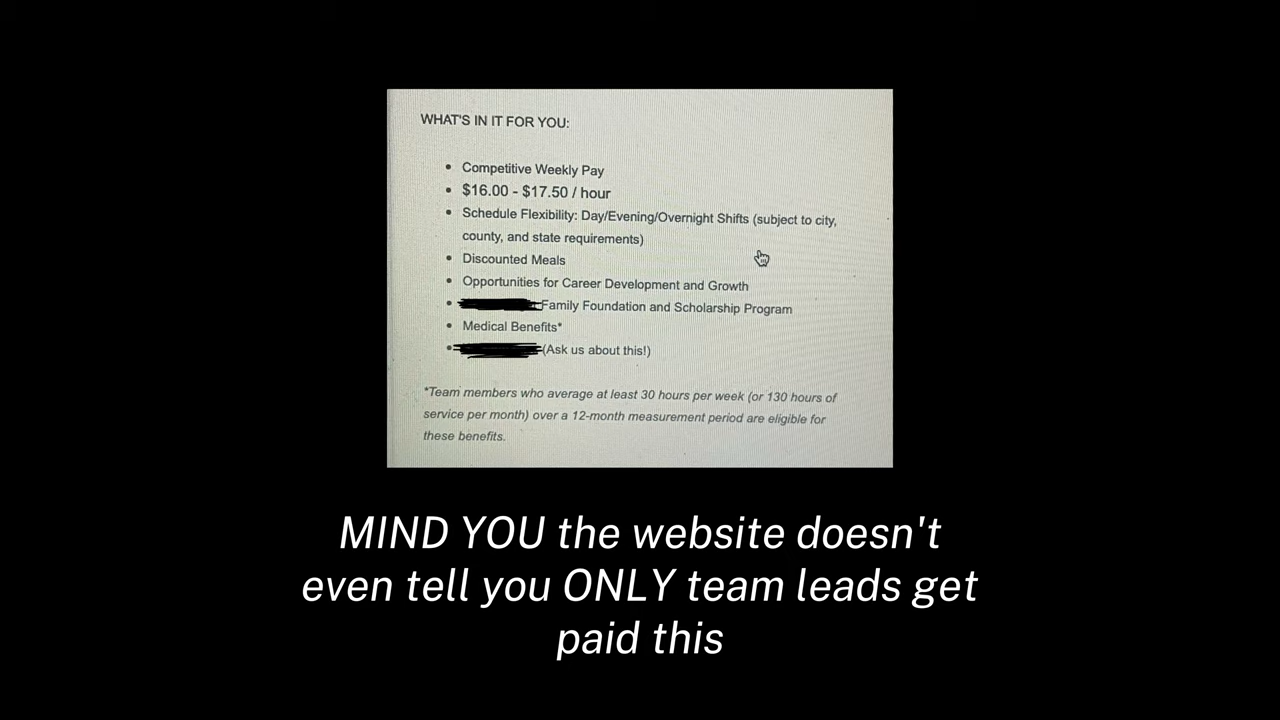 WHAT'S IN IT FOR YOU:
• Competitive Weekly Pay
• $16.00 - $17.50 / hour
• Schedule Flexibility: Day/Evening/Overnight Shifts (subject to city,
county, and state requirements)
• Discounted Meals
• Opportunities for Career Development and Growth
• Family Foundation and Scholarship Program
• Medical Benefits*
• (Ask us about this!)
*Team members who average at least 30 hours per week (or 130 hours of
service per month) over a 12-month measurement period are eligible for
these benefits.
MIND YOU the website doesn't
even tell you ONLY team leads get
paid this